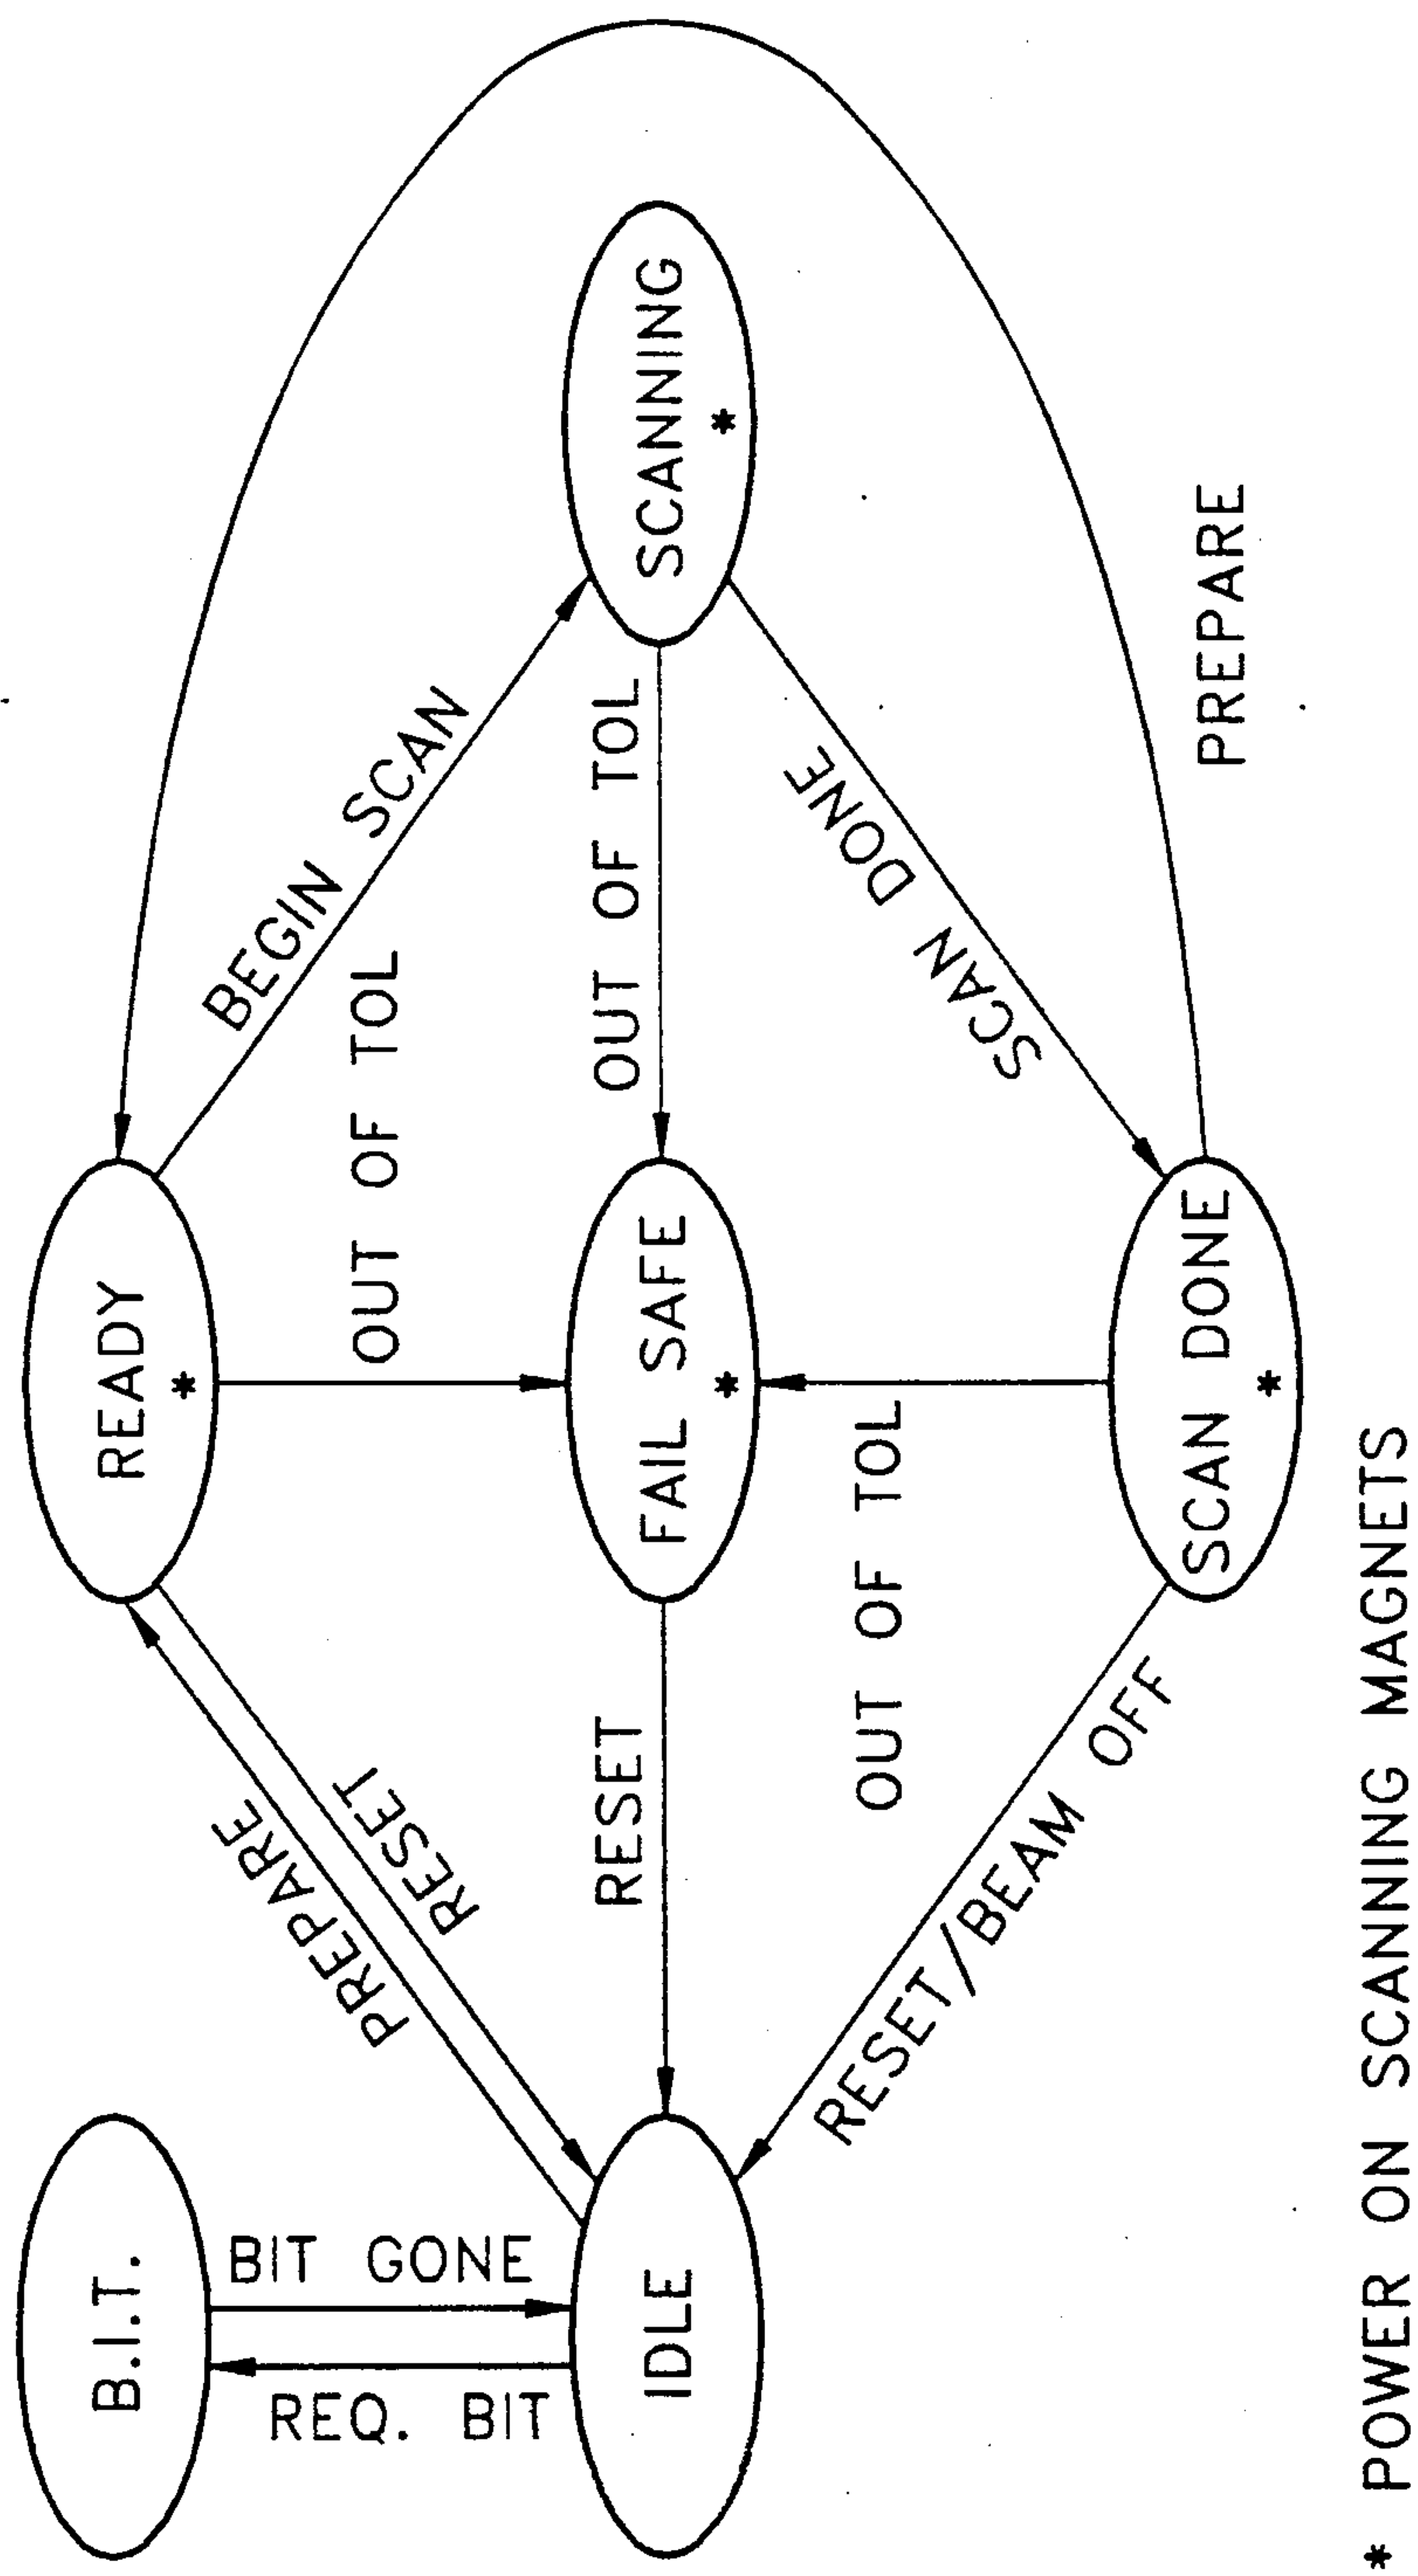 B.I.T.
REQ. BIT
BIT GONE
IDLE
PREPARE
RESET
RESET
RESET/BEAM OFF
READY
*
OUT OF TOL
FAIL SAFE
*
OUT OF TOL
SCAN DONE
*
BEGIN SCAN
OUT OF TOL
SCAN DONE
SCANNING
*
PREPARE
* POWER ON SCANNING MAGNETS